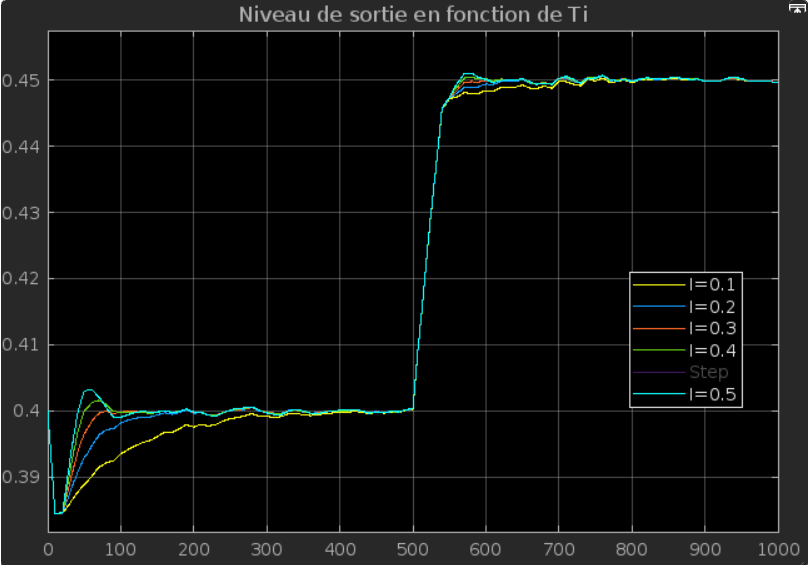 Niveau de sortie en fonction de Ti
0.45
0.44
0.43
0.42
0.41
0.4
0.39
I=0.1
I=0.2
I=0.3
I=0.4
Step
I=0.5
0 100 200 300 400 500 600 700 800 900 1000